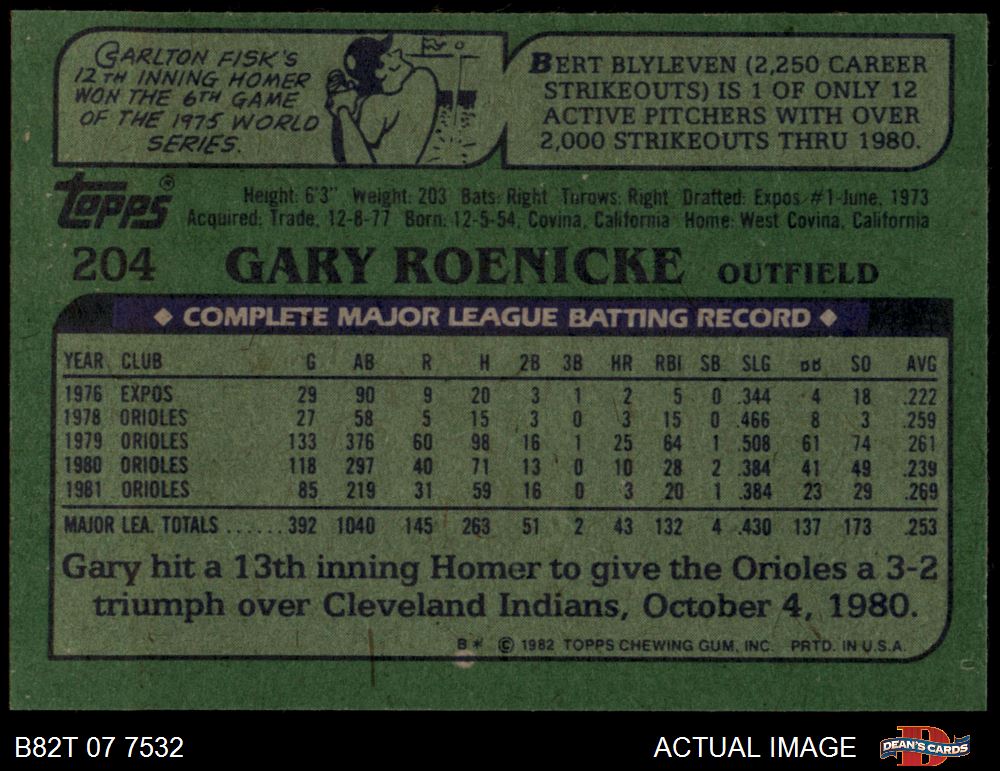 CARLTON FISK'S
12TH INNING HOMER
WON THE 6TH GAME
OF THE 1975 WORLD
SERIES.
BERT BLYLEVEN (2,250 CAREER
STRIKEOUTS) IS 1 OF ONLY 12
ACTIVE PITCHERS WITH OVER
2,000 STRIKEOUTS THRU 1980.
topps®
Height: 6'3" Weight: 203 Bats: Right Turows: Right Drafted: Expos #1-June, 1973
Acquired: Trade, 12-8-77 Born: 12-5-54, Covina, California Home: West Covina, California
204 GARY ROENICKE OUTFIELD
◆ COMPLETE MAJOR LEAGUE BATTING RECORD ◆
YEAR CLUB G AB R H 2B 3B HR RBI SB SLG BB SO AVG
1976 EXPOS 29 90 9 20 3 1 2 5 0 .344 4 18 .222
1978 ORIOLES 27 58 5 15 3 0 3 15 0 .466 8 3 .259
1979 ORIOLES 133 376 60 98 16 1 25 64 1 .508 61 74 .261
1980 ORIOLES 118 297 40 71 13 0 10 28 2 .384 41 49 .239
1981 ORIOLES 85 219 31 59 16 0 3 20 1 .384 23 29 .269
MAJOR LEA. TOTALS ......392 1040 145 263 51 2 43 132 4 .430 137 173 .253
Gary hit a 13th inning Homer to give the Orioles a 3-2
triumph over Cleveland Indians, October 4, 1980.
B* © 1982 TOPPS CHEWING GUM, INC. PRTD. IN U.S.A.
B82T 07 7532
ACTUAL IMAGE
D
DEAN'S CARDS